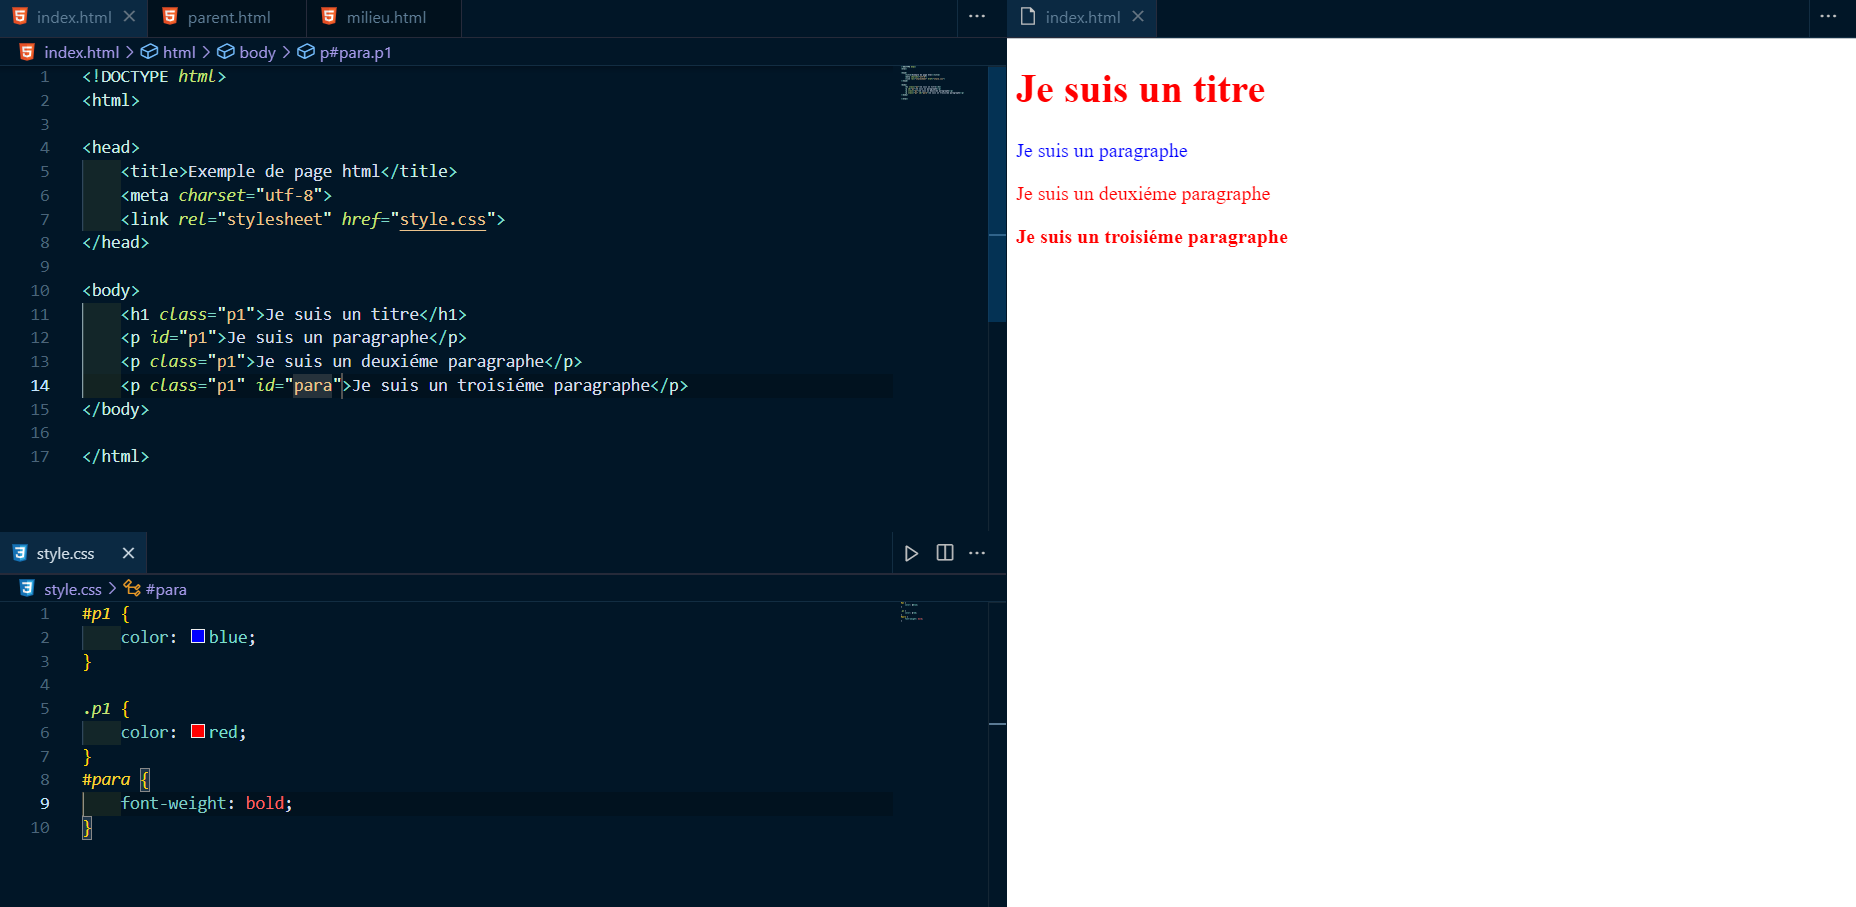 index.html parent.html milieu.html
index.html > html > body > p#para.p1
1 <!DOCTYPE html>
2 <html>
3
4 <head>
5 <title>Exemple de page html</title>
6 <meta charset="utf-8">
7 <link rel="stylesheet" href="style.css">
8 </head>
9
10 <body>
11 <h1 class="p1">Je suis un titre</h1>
12 <p id="p1">Je suis un paragraphe</p>
13 <p class="p1">Je suis un deuxiéme paragraphe</p>
14 <p class="p1" id="para">Je suis un troisiéme paragraphe</p>
15 </body>
16
17 </html>
style.css
style.css > #para
1 #p1 {
2 color: blue;
3 }
4
5 .p1 {
6 color: red;
7 }
8 #para {
9 font-weight: bold;
10 }
index.html
Je suis un titre
Je suis un paragraphe
Je suis un deuxiéme paragraphe
Je suis un troisiéme paragraphe